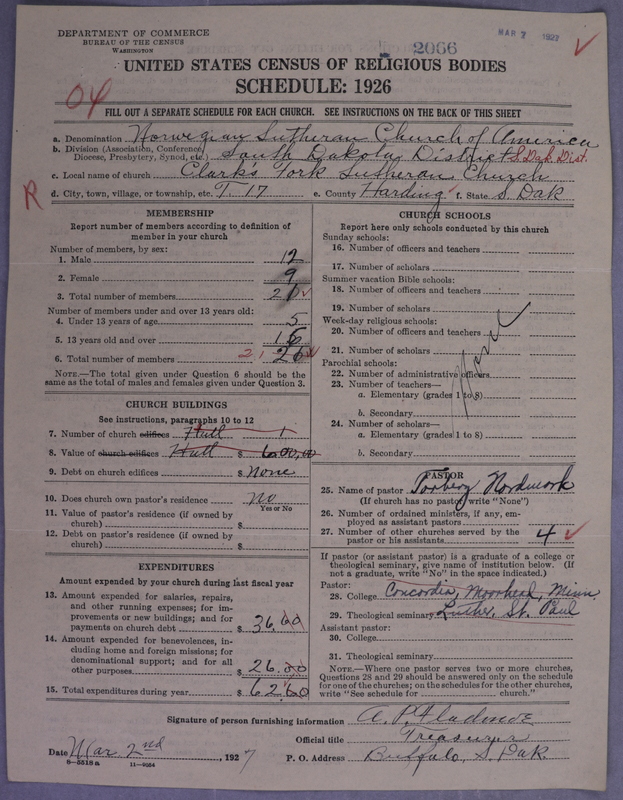 DEPARTMENT OF COMMERCE
BUREAU OF THE CENSUS
WASHINGTON
2066
MAR 2 1927
UNITED STATES CENSUS OF RELIGIOUS BODIES
SCHEDULE: 1926
04
FILL OUT A SEPARATE SCHEDULE FOR EACH CHURCH. SEE INSTRUCTIONS ON THE BACK OF THIS SHEET
a. Denomination Norwegian Lutheran Church of America
b. Division (Association, Conference, Diocese, Presbytery, Synod, etc.) South Dakota District S. Dak. Dist.
c. Local name of church Clarks Fork Lutheran Church
R
d. City, town, village, or township, etc. T. 17 e. County Harding f. State S. Dak
MEMBERSHIP
Report number of members according to definition of member in your church
Number of members, by sex:
1. Male 12
2. Female 9
3. Total number of members 21
Number of members under and over 13 years old:
4. Under 13 years of age 5
5. 13 years old and over 16
6. Total number of members 21 26
NOTE.—The total given under Question 6 should be the same as the total of males and females given under Question 3.
CHURCH BUILDINGS
See instructions, paragraphs 10 to 12
7. Number of church edifices Hall 1
8. Value of church edifices Hall $ 600.00
9. Debt on church edifices $ None
10. Does church own pastor's residence No
Yes or No
11. Value of pastor's residence (if owned by church) $
12. Debt on pastor's residence (if owned by church) $
EXPENDITURES
Amount expended by your church during last fiscal year
13. Amount expended for salaries, repairs, and other running expenses; for improvements or new buildings; and for payments on church debt $ 36.00
14. Amount expended for benevolences, including home and foreign missions; for denominational support; and for all other purposes $ 26.00
15. Total expenditures during year $ 62.00
CHURCH SCHOOLS
Report here only schools conducted by this church
Sunday schools:
16. Number of officers and teachers
17. Number of scholars
Summer vacation Bible schools:
18. Number of officers and teachers
19. Number of scholars
Week-day religious schools:
20. Number of officers and teachers
21. Number of scholars
Parochial schools:
22. Number of administrative officers
23. Number of teachers—
a. Elementary (grades 1 to 8)
b. Secondary
24. Number of scholars—
a. Elementary (grades 1 to 8)
b. Secondary
None
PASTOR
25. Name of pastor Torberg Nordmork
(If church has no pastor, write "None")
26. Number of ordained ministers, if any, employed as assistant pastors
27. Number of other churches served by the pastor or his assistants 4
If pastor (or assistant pastor) is a graduate of a college or theological seminary, give name of institution below. (If not a graduate, write "No" in the space indicated.)
Pastor:
28. College Concordia, Moorhead, Minn.
29. Theological seminary Luther, St. Paul
Assistant pastor:
30. College
31. Theological seminary
NOTE.—Where one pastor serves two or more churches, Questions 28 and 29 should be answered only on the schedule for one of the churches; on the schedules for the other churches, write "See schedule for church."
Signature of person furnishing information A. P. Fladmoe
Official title Treasurer
Date Mar. 2nd, 1927 P. O. Address Buffalo, S. Dak.
8—5518a 11—9054